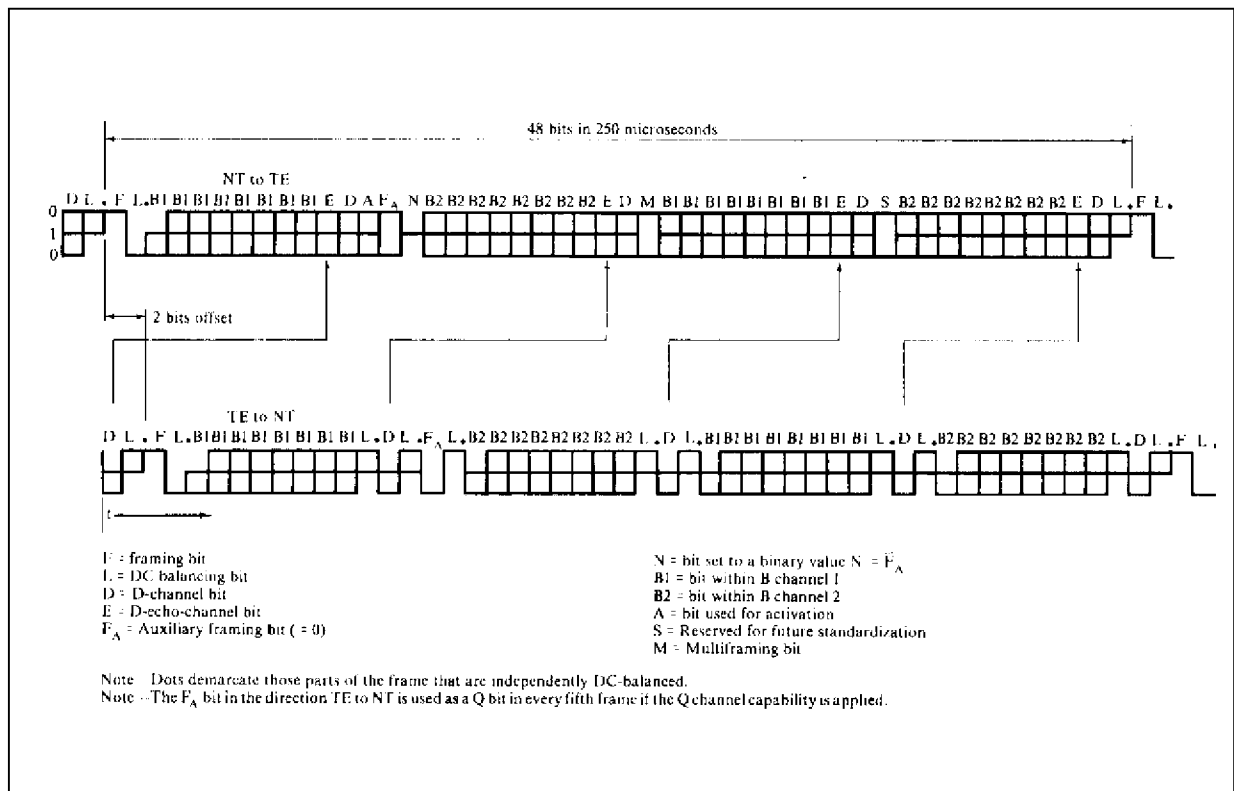 48 bits in 250 microseconds
NT to TE
D L . F L . B1 B1 B1 B1 B1 B1 B1 B1 E D A F_A N B2 B2 B2 B2 B2 B2 B2 B2 E D M B1 B1 B1 B1 B1 B1 B1 B1 E D S B2 B2 B2 B2 B2 B2 B2 B2 E D L . F L .
0
1
0
2 bits offset
TE to NT
D L . F L . B1 B1 B1 B1 B1 B1 B1 B1 L . D L . F_A L . B2 B2 B2 B2 B2 B2 B2 B2 L . D L . B1 B1 B1 B1 B1 B1 B1 B1 L . D L . B2 B2 B2 B2 B2 B2 B2 B2 L . D L . F L .
t
F = framing bit
L = DC balancing bit
D = D-channel bit
E = D-echo-channel bit
F_A = Auxiliary framing bit ( = 0)
N = bit set to a binary value N = F̄_A
B1 = bit within B channel 1
B2 = bit within B channel 2
A = bit used for activation
S = Reserved for future standardization
M = Multiframing bit
Note Dots demarcate those parts of the frame that are independently DC-balanced.
Note -- The F_A bit in the direction TE to NT is used as a Q bit in every fifth frame if the Q channel capability is applied.